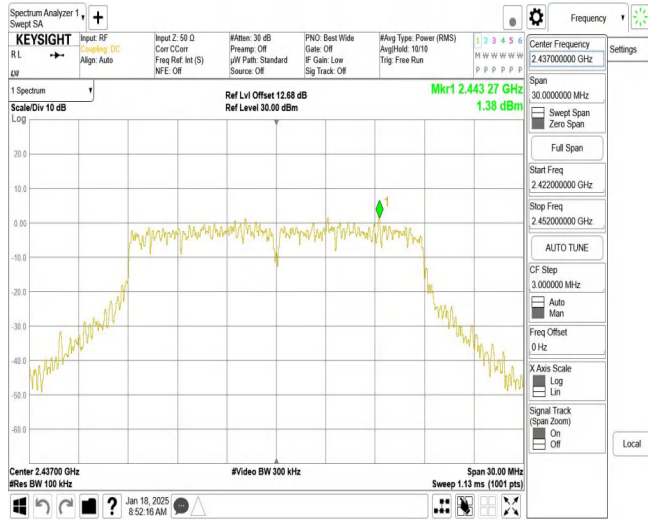 Spectrum Analyzer 1
Swept SA
+
Frequency
KEYSIGHT
RL
Input: RF
Coupling: DC
Align: Auto
Input Z: 50 Ω
Corr CCorr
Freq Ref: Int (S)
NFE: Off
#Atten: 30 dB
Preamp: Off
µW Path: Standard
Source: Off
PNO: Best Wide
Gate: Off
IF Gain: Low
Sig Track: Off
#Avg Type: Power (RMS)
Avg|Hold: 10/10
Trig: Free Run
1 2 3 4 5 6
M W W W W W
P P P P P P
1 Spectrum
Scale/Div 10 dB
Log
Ref Lvl Offset 12.68 dB
Ref Level 30.00 dBm
Mkr1 2.443 27 GHz
1.38 dBm
20.0
10.0
0.00
-10.0
-20.0
-30.0
-40.0
-50.0
-60.0
1
Center 2.43700 GHz
#Res BW 100 kHz
#Video BW 300 kHz
Span 30.00 MHz
Sweep 1.13 ms (1001 pts)
Center Frequency
2.437000000 GHz
Settings
Span
30.0000000 MHz
Swept Span
Zero Span
Full Span
Start Freq
2.422000000 GHz
Stop Freq
2.452000000 GHz
AUTO TUNE
CF Step
3.000000 MHz
Auto
Man
Freq Offset
0 Hz
X Axis Scale
Log
Lin
Signal Track
(Span Zoom)
On
Off
Local
?
Jan 18, 2025
8:52:16 AM